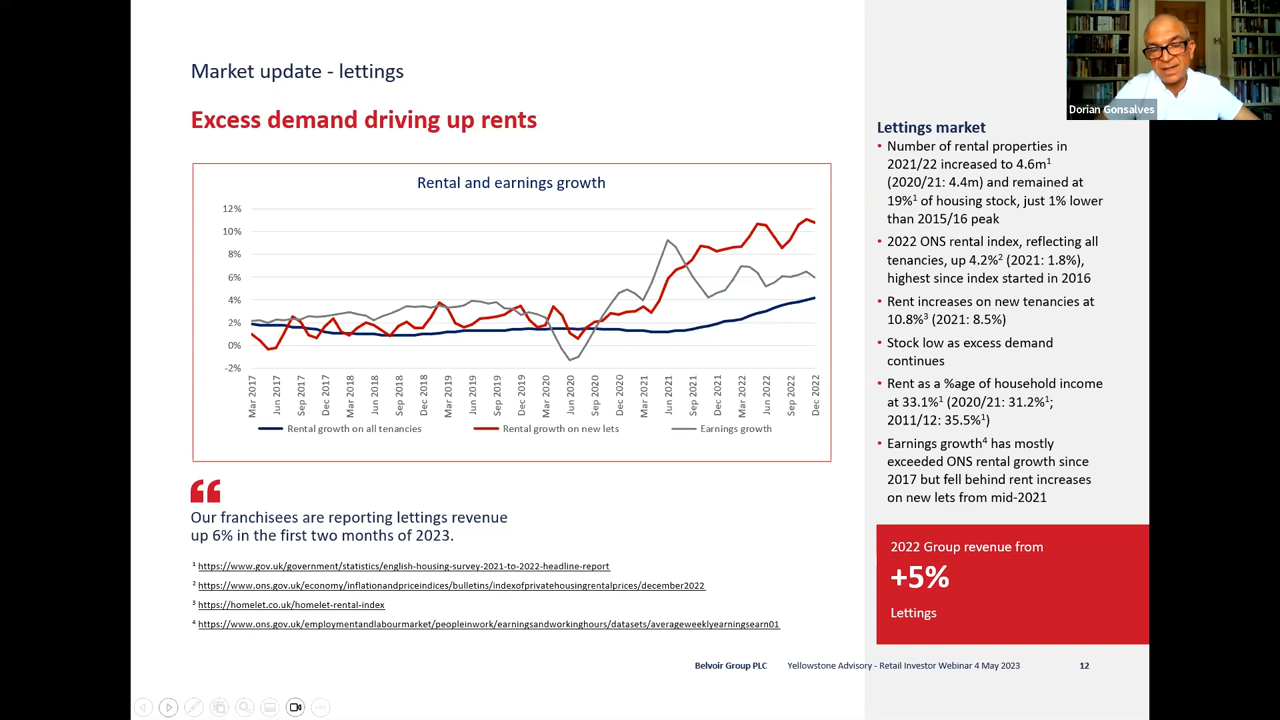 Market update - lettings
Excess demand driving up rents
Rental and earnings growth
12%
10%
8%
6%
4%
2%
0%
-2%
Mar 2017
Jun 2017
Sep 2017
Dec 2017
Mar 2018
Jun 2018
Sep 2018
Dec 2018
Mar 2019
Jun 2019
Sep 2019
Dec 2019
Mar 2020
Jun 2020
Sep 2020
Dec 2020
Mar 2021
Jun 2021
Sep 2021
Dec 2021
Mar 2022
Jun 2022
Sep 2022
Dec 2022
Rental growth on all tenancies
Rental growth on new lets
Earnings growth
Our franchisees are reporting lettings revenue
up 6% in the first two months of 2023.
¹ https://www.gov.uk/government/statistics/english-housing-survey-2021-to-2022-headline-report
² https://www.ons.gov.uk/economy/inflationandpriceindices/bulletins/indexofprivatehousingrentalprices/december2022
³ https://homelet.co.uk/homelet-rental-index
⁴ https://www.ons.gov.uk/employmentandlabourmarket/peopleinwork/earningsandworkinghours/datasets/averageweeklyearningsearn01
Dorian Gonsalves
Lettings market
• Number of rental properties in
2021/22 increased to 4.6m¹
(2020/21: 4.4m) and remained at
19%¹ of housing stock, just 1% lower
than 2015/16 peak
• 2022 ONS rental index, reflecting all
tenancies, up 4.2%² (2021: 1.8%),
highest since index started in 2016
• Rent increases on new tenancies at
10.8%³ (2021: 8.5%)
• Stock low as excess demand
continues
• Rent as a %age of household income
at 33.1%¹ (2020/21: 31.2%¹;
2011/12: 35.5%¹)
• Earnings growth⁴ has mostly
exceeded ONS rental growth since
2017 but fell behind rent increases
on new lets from mid-2021
2022 Group revenue from
+5%
Lettings
Belvoir Group PLC
Yellowstone Advisory - Retail Investor Webinar 4 May 2023
12